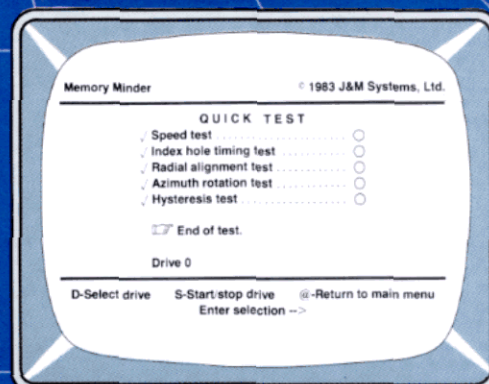 Memory Minder © 1983 J&M Systems, Ltd.
QUICK TEST
√ Speed test .................... ○
√ Index hole timing test .......... ○
√ Radial alignment test ........... ○
√ Azimuth rotation test ........... ○
√ Hysteresis test ................. ○
☞ End of test.
Drive 0
D-Select drive S-Start/stop drive @-Return to main menu
Enter selection -->